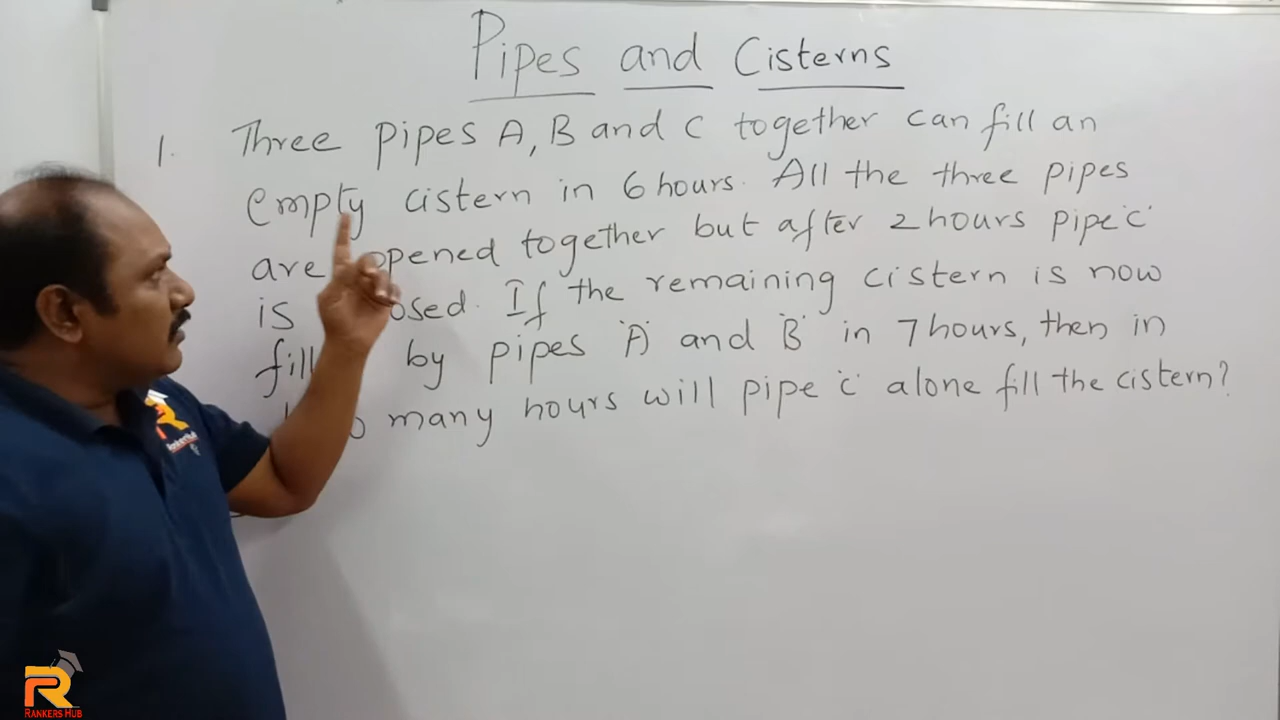 Pipes and Cisterns
1. Three pipes A, B and C together can fill an
empty cistern in 6 hours. All the three pipes
are opened together but after 2 hours pipe 'C'
is osed. If the remaining cistern is now
fill by pipes 'A' and 'B' in 7 hours, then in
many hours will pipe 'C' alone fill the cistern?
R
RankersHub
R
RANKERS HUB